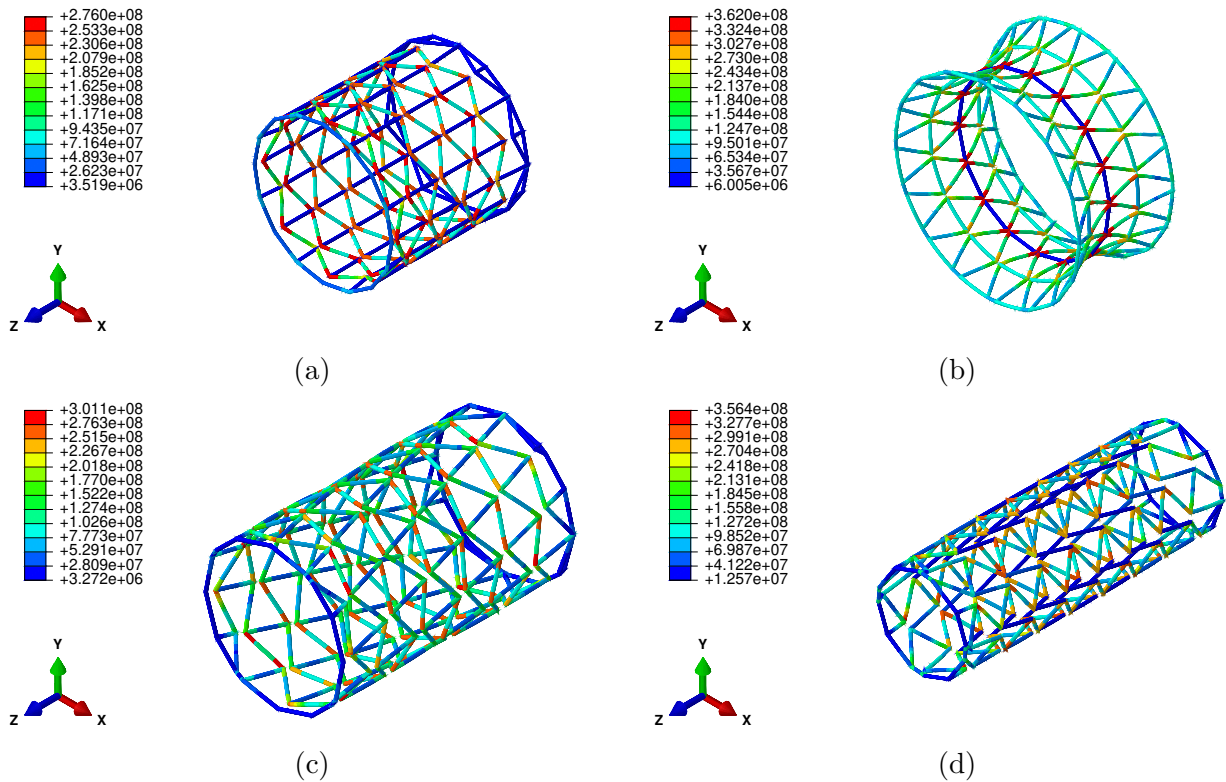 +2.760e+08
+2.533e+08
+2.306e+08
+2.079e+08
+1.852e+08
+1.625e+08
+1.398e+08
+1.171e+08
+9.435e+07
+7.164e+07
+4.893e+07
+2.623e+07
+3.519e+06
Y
Z
X
(a)
+3.620e+08
+3.324e+08
+3.027e+08
+2.730e+08
+2.434e+08
+2.137e+08
+1.840e+08
+1.544e+08
+1.247e+08
+9.501e+07
+6.534e+07
+3.567e+07
+6.005e+06
Y
Z
X
(b)
+3.011e+08
+2.763e+08
+2.515e+08
+2.267e+08
+2.018e+08
+1.770e+08
+1.522e+08
+1.274e+08
+1.026e+08
+7.773e+07
+5.291e+07
+2.809e+07
+3.272e+06
Y
Z
X
(c)
+3.564e+08
+3.277e+08
+2.991e+08
+2.704e+08
+2.418e+08
+2.131e+08
+1.845e+08
+1.558e+08
+1.272e+08
+9.852e+07
+6.987e+07
+4.122e+07
+1.257e+07
Y
Z
X
(d)